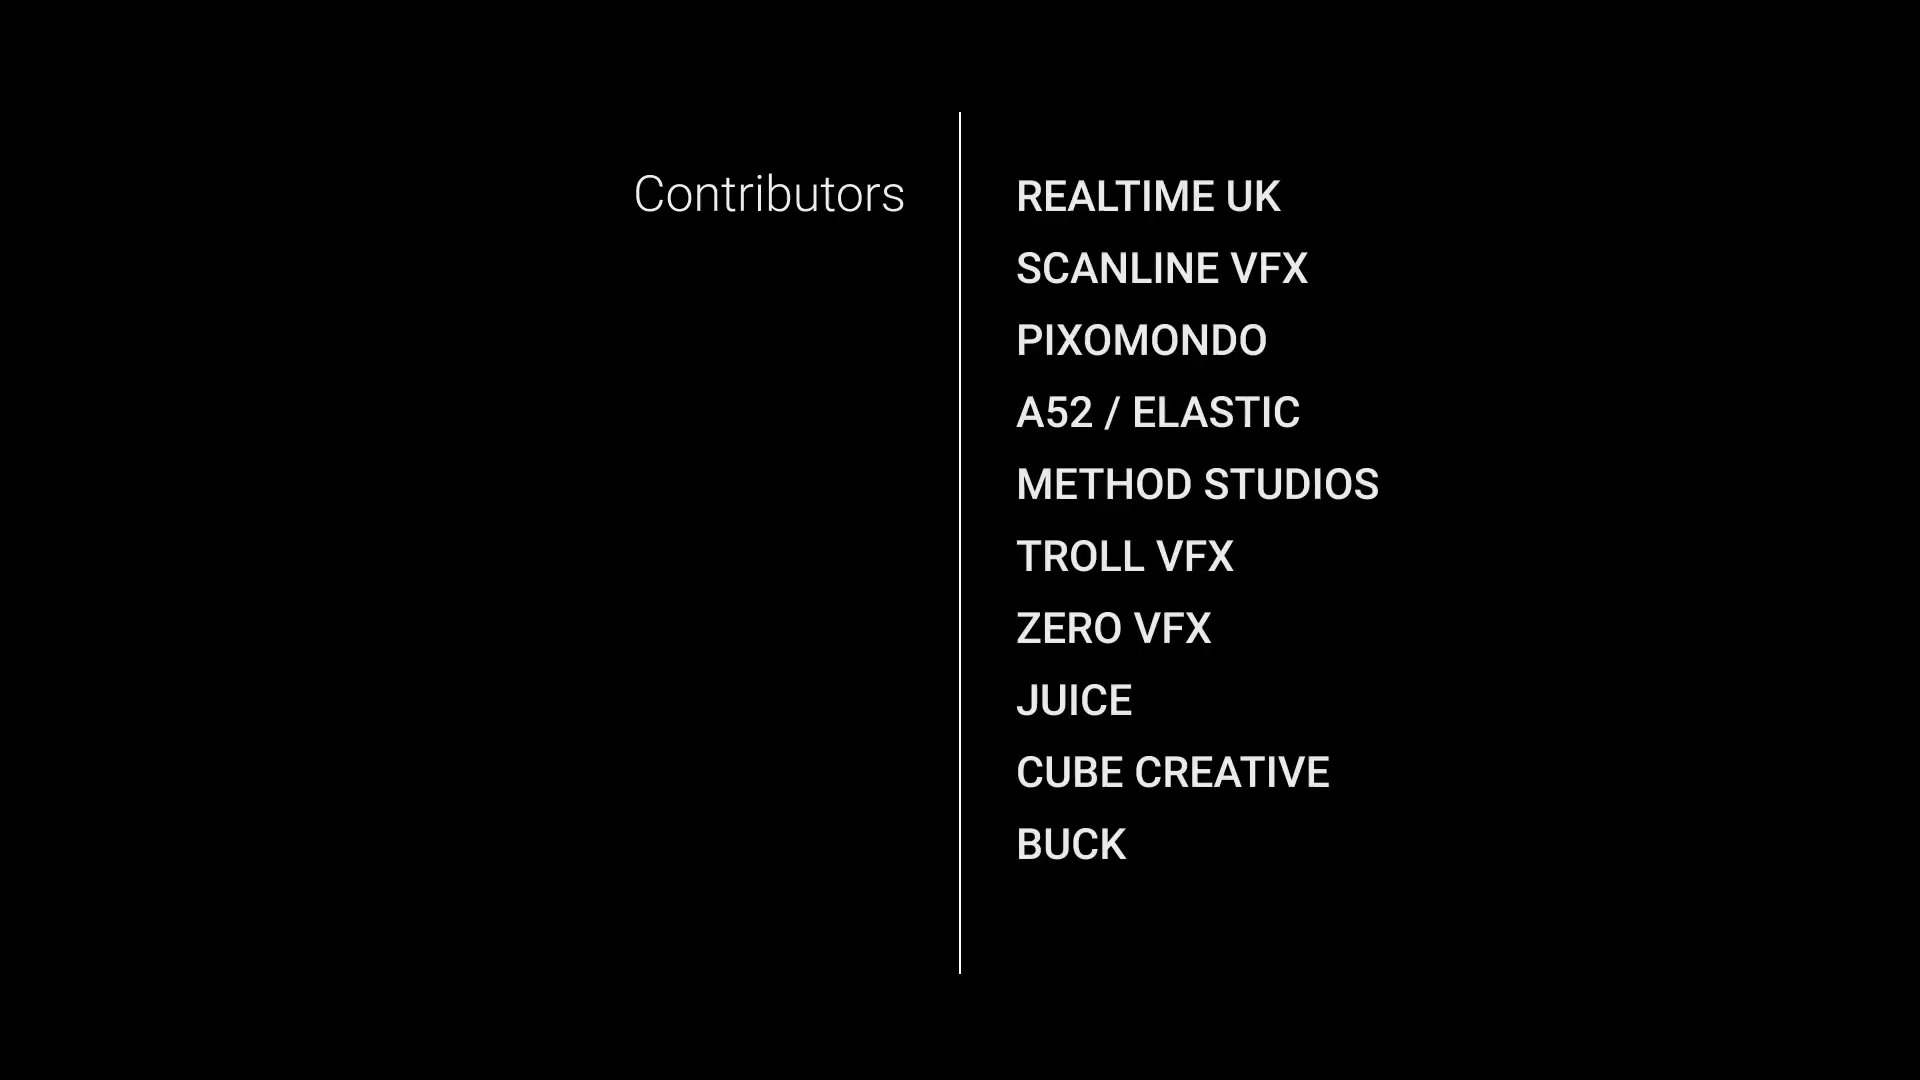 Contributors
REALTIME UK
SCANLINE VFX
PIXOMONDO
A52 / ELASTIC
METHOD STUDIOS
TROLL VFX
ZERO VFX
JUICE
CUBE CREATIVE
BUCK